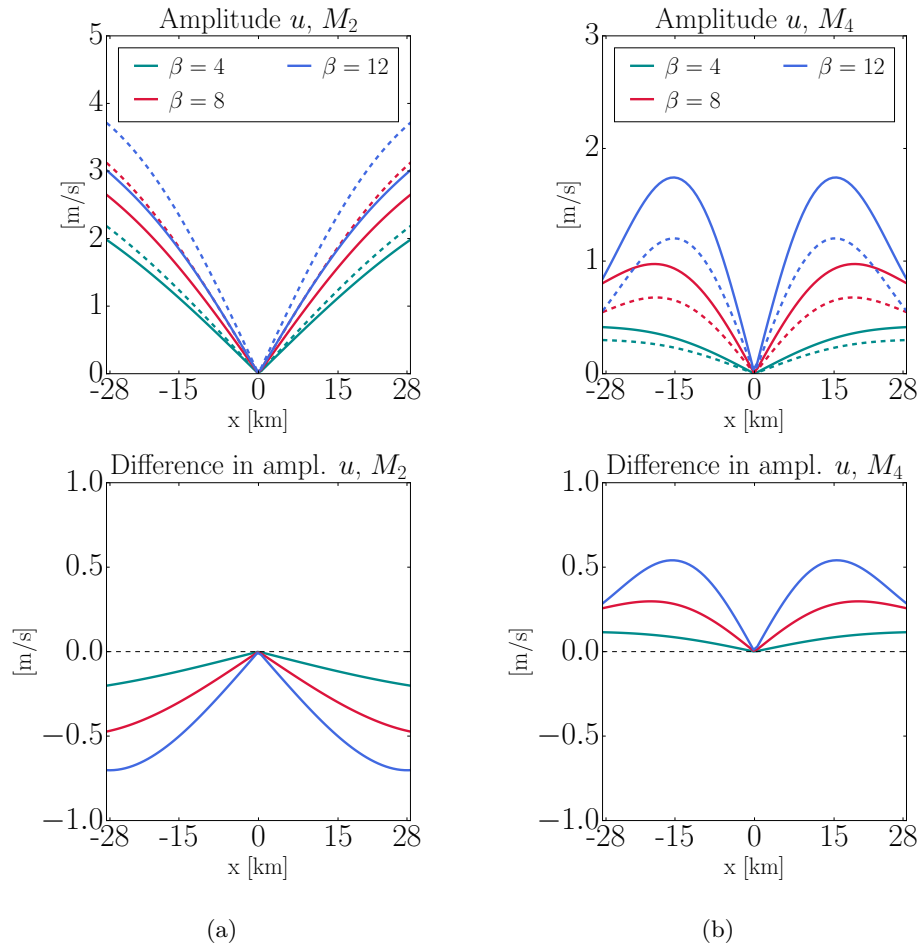 Amplitude u, M₂
5
4
3
2
1
0
[m/s]
β = 4
β = 12
β = 8
-28 -15 0 15 28
x [km]
Amplitude u, M₄
3
2
1
0
[m/s]
β = 4
β = 12
β = 8
-28 -15 0 15 28
x [km]
Difference in ampl. u, M₂
1.0
0.5
0.0
−0.5
−1.0
[m/s]
-28 -15 0 15 28
x [km]
Difference in ampl. u, M₄
1.0
0.5
0.0
−0.5
−1.0
[m/s]
-28 -15 0 15 28
x [km]
(a)
(b)